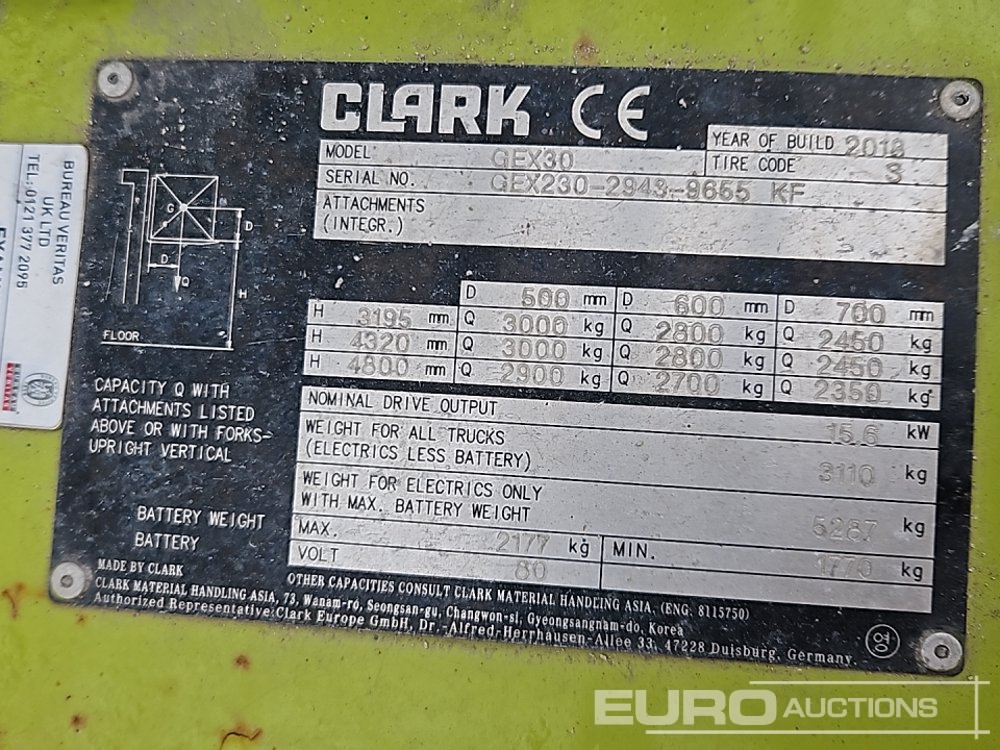 CLARK CE
MODEL GEX30
YEAR OF BUILD 2018
TIRE CODE 3
SERIAL NO. GEX230-2943-9655 KF
ATTACHMENTS
(INTEGR.)
G
D
D
Q
H
FLOOR
D 500 mm D 600 mm D 700 mm
H 3195 mm Q 3000 kg Q 2800 kg Q 2450 kg
H 4320 mm Q 3000 kg Q 2800 kg Q 2450 kg
H 4800 mm Q 2900 kg Q 2700 kg Q 2350 kg
CAPACITY Q WITH
ATTACHMENTS LISTED
ABOVE OR WITH FORKS-
UPRIGHT VERTICAL
NOMINAL DRIVE OUTPUT 15.6 kW
WEIGHT FOR ALL TRUCKS
(ELECTRICS LESS BATTERY) 3110 kg
WEIGHT FOR ELECTRICS ONLY
WITH MAX. BATTERY WEIGHT 5287 kg
BATTERY WEIGHT MAX. 2177 kg MIN. 1770 kg
BATTERY VOLT 80
MADE BY CLARK
OTHER CAPACITIES CONSULT CLARK MATERIAL HANDLING ASIA. (ENG. 8115750)
CLARK MATERIAL HANDLING ASIA, 73, Wanam-ro, Seongsan-gu, Changwon-si, Gyeongsangnam-do, Korea
Authorized Representative:Clark Europe GmbH, Dr.-Alfred-Herrhausen-Allee 33, 47228 Duisburg, Germany.
BUREAU VERITAS
UK LTD
TEL: 0121 377 2095
EURO AUCTIONS